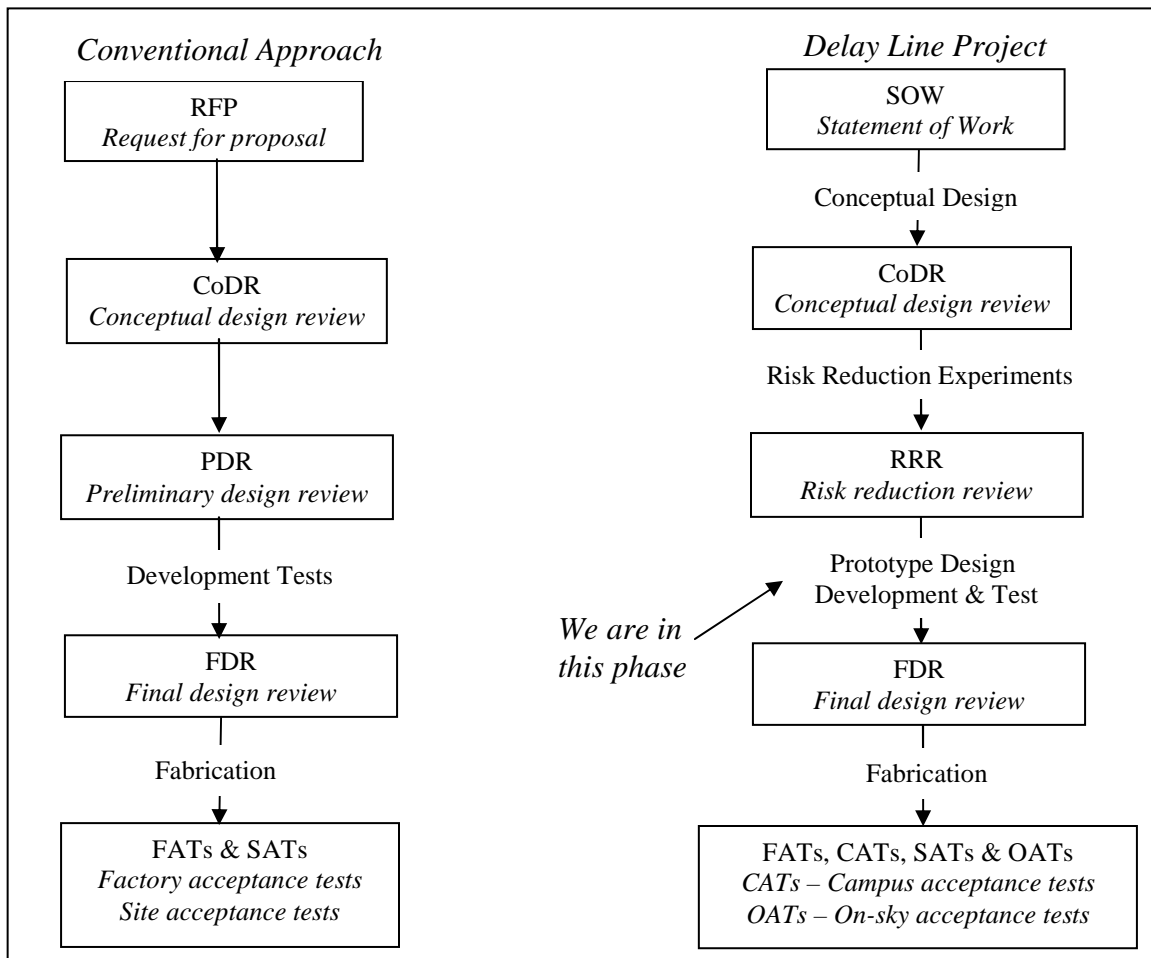 Conventional Approach
RFP
Request for proposal
CoDR
Conceptual design review
PDR
Preliminary design review
Development Tests
FDR
Final design review
Fabrication
FATs & SATs
Factory acceptance tests
Site acceptance tests
Delay Line Project
SOW
Statement of Work
Conceptual Design
CoDR
Conceptual design review
Risk Reduction Experiments
RRR
Risk reduction review
Prototype Design
Development & Test
We are in
this phase
FDR
Final design review
Fabrication
FATs, CATs, SATs & OATs
CATs – Campus acceptance tests
OATs – On-sky acceptance tests